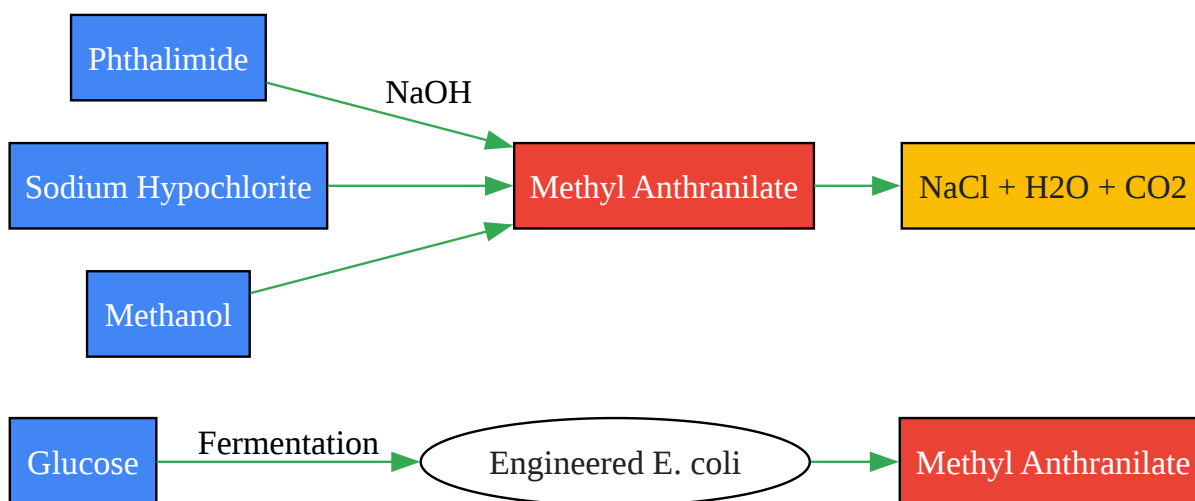 Phthalimide
NaOH
Sodium Hypochlorite
Methyl Anthranilate
NaCl + H2O + CO2
Methanol
Glucose
Fermentation
Engineered E. coli
Methyl Anthranilate